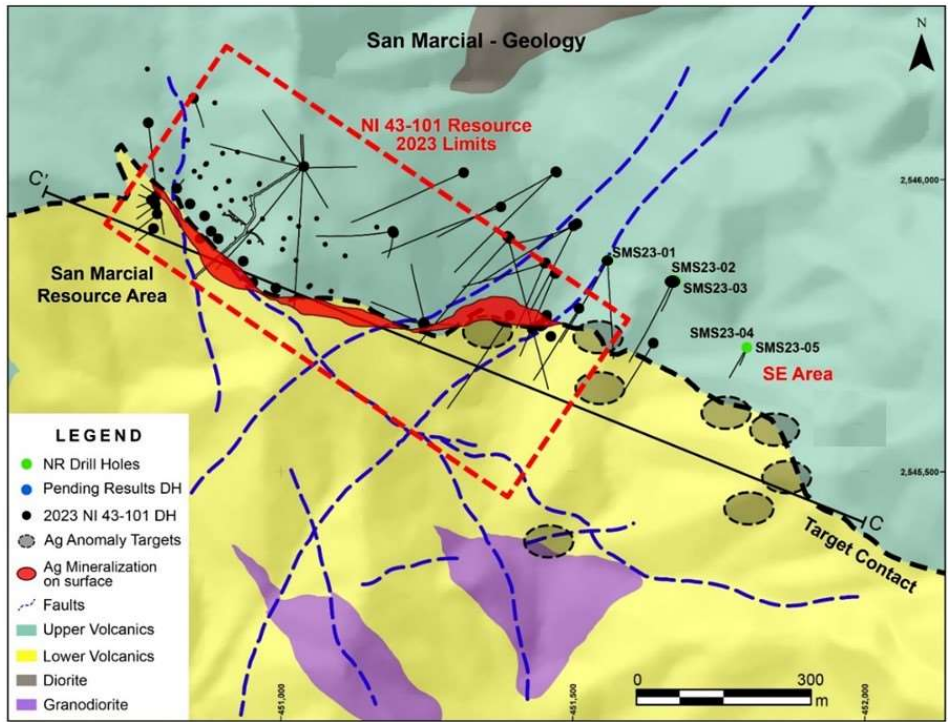 San Marcial - Geology
N
NI 43-101 Resource
2023 Limits
C'
2,546,000
SMS23-01
SMS23-02
SMS23-03
San Marcial
Resource Area
SMS23-04
SMS23-05
SE Area
LEGEND
NR Drill Holes
Pending Results DH
2023 NI 43-101 DH
Ag Anomaly Targets
Ag Mineralization
on surface
Faults
Upper Volcanics
Lower Volcanics
Diorite
Granodiorite
2,545,500
C
Target Contact
0 300
m
451,000
451,500
452,000